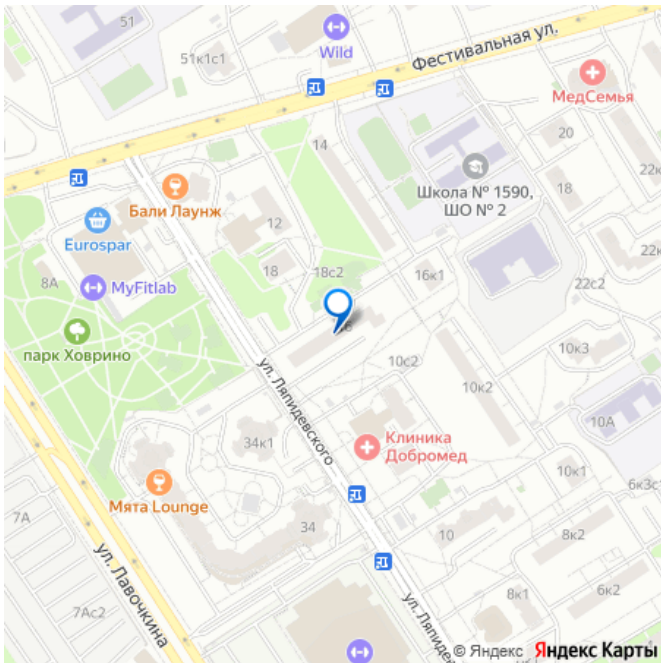 51
51к1с1
Wild
Фестивальная ул.
МедСемья
20
14
Школа № 1590,
ШО № 2
18
Бали Лаунж
12
Eurospar
22к
18
18с2
16к1
22с2
8А
MyFitlab
парк Ховрино
10к3
10с2
10к2
ул. Ляпидевского
10А
34к1
Клиника
Добромед
10к1
6к3с
Мята Lounge
7А
34
10
8к2
ул. Лавочкина
8к1
6к2
7Ас2
ул. Ляпидев
© Яндекс Яндекс Карты